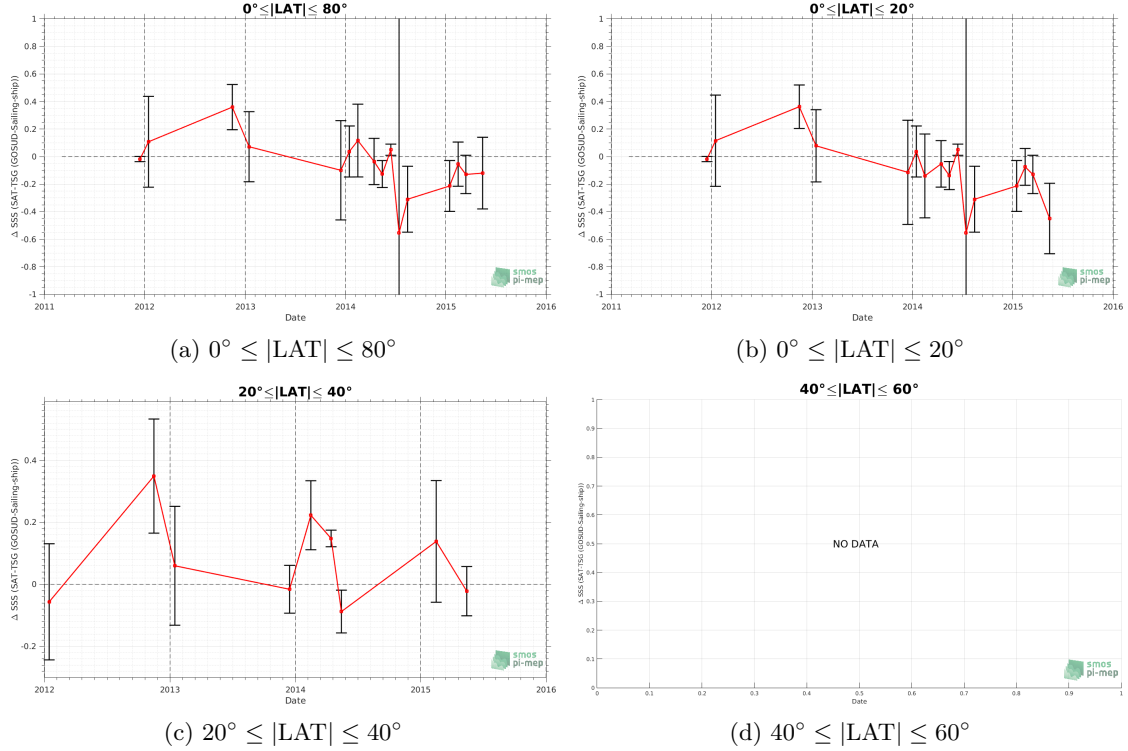 0°≤|LAT|≤ 80°
1
0.8
0.6
0.4
0.2
0
-0.2
-0.4
-0.6
-0.8
-1
Δ SSS (SAT-TSG (GOSUD-Sailing-ship))
2011 2012 2013 2014 2015 2016
Date
smos
pi-mep
(a) 0° ≤ |LAT| ≤ 80°
0°≤|LAT|≤ 20°
1
0.8
0.6
0.4
0.2
0
-0.2
-0.4
-0.6
-0.8
-1
Δ SSS (SAT-TSG (GOSUD-Sailing-ship))
2011 2012 2013 2014 2015 2016
Date
smos
pi-mep
(b) 0° ≤ |LAT| ≤ 20°
20°≤|LAT|≤ 40°
0.4
0.2
0
-0.2
Δ SSS (SAT-TSG (GOSUD-Sailing-ship))
2012 2013 2014 2015 2016
Date
smos
pi-mep
(c) 20° ≤ |LAT| ≤ 40°
40°≤|LAT|≤ 60°
1
0.9
0.8
0.7
0.6
0.5
0.4
0.3
0.2
0.1
0
Δ SSS (SAT-TSG (GOSUD-Sailing-ship))
NO DATA
0 0.1 0.2 0.3 0.4 0.5 0.6 0.7 0.8 0.9 1
Date
smos
pi-mep
(d) 40° ≤ |LAT| ≤ 60°